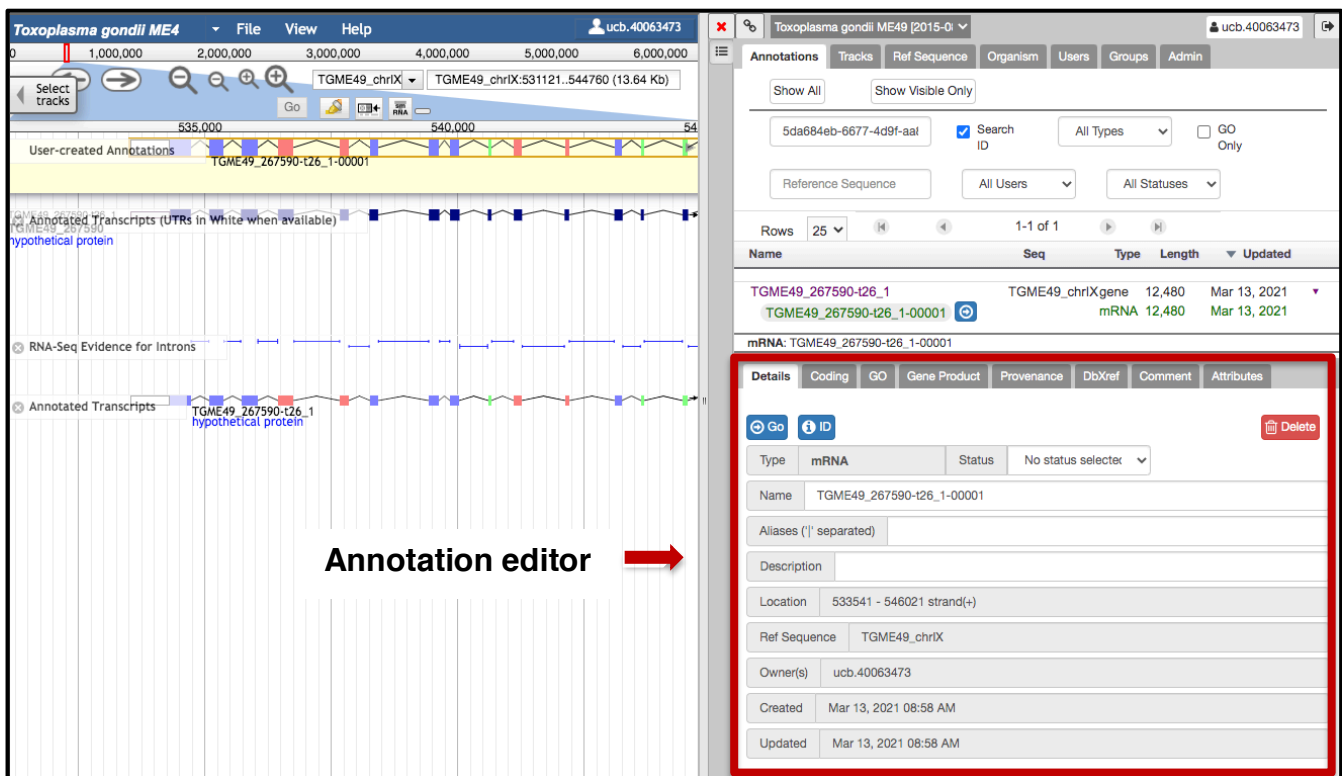 Toxoplasma gondii ME4 File View Help ucb.40063473
0 1,000,000 2,000,000 3,000,000 4,000,000 5,000,000 6,000,000
Select tracks
TGME49_chrIX TGME49_chrIX:531121..544760 (13.64 Kb)
Go
RNA
535,000 540,000 54
User-created Annotations
TGME49_267590-t26_1-00001
TGME49_267590-t26_1
Annotated Transcripts (UTRs in White when available)
TGME49_267590
hypothetical protein
RNA-Seq Evidence for Introns
Annotated Transcripts
TGME49_267590-t26_1
hypothetical protein
Annotation editor
Toxoplasma gondii ME49 [2015-0 ucb.40063473
Annotations Tracks Ref Sequence Organism Users Groups Admin
Show All Show Visible Only
5da684eb-6677-4d9f-aa Search ID All Types GO Only
Reference Sequence All Users All Statuses
Rows 25 1-1 of 1
Name Seq Type Length Updated
TGME49_267590-t26_1 TGME49_chrIX gene 12,480 Mar 13, 2021
TGME49_267590-t26_1-00001 mRNA 12,480 Mar 13, 2021
mRNA: TGME49_267590-t26_1-00001
Details Coding GO Gene Product Provenance DbXref Comment Attributes
Go ID Delete
Type mRNA Status No status selected
Name TGME49_267590-t26_1-00001
Aliases ('|' separated)
Description
Location 533541 - 546021 strand(+)
Ref Sequence TGME49_chrIX
Owner(s) ucb.40063473
Created Mar 13, 2021 08:58 AM
Updated Mar 13, 2021 08:58 AM